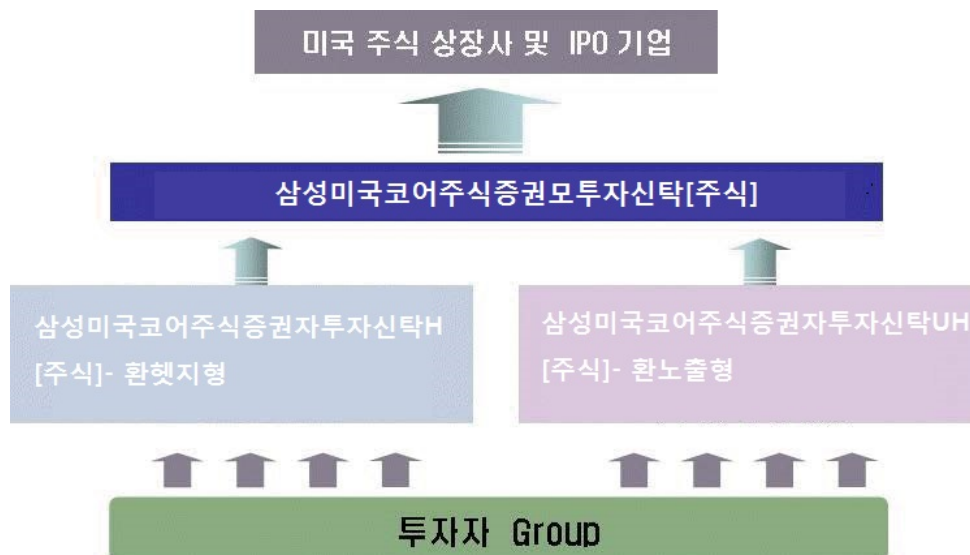 미국 주식 상장사 및 IPO 기업
삼성미국코어주식증권모투자신탁[주식]
삼성미국코어주식증권자투자신탁H
[주식]- 환헷지형
삼성미국코어주식증권자투자신탁UH
[주식]- 환노출형
투자자 Group